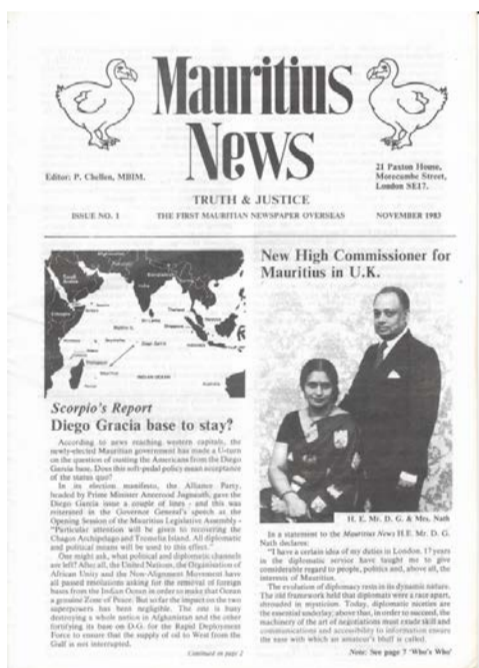 Mauritius
News
Editor: P. Chellen, MBIM.
21 Paxton House,
Morecambe Street,
London SE17.
TRUTH & JUSTICE
ISSUE NO. 1
THE FIRST MAURITIAN NEWSPAPER OVERSEAS
NOVEMBER 1983
INDIAN OCEAN
Scorpio's Report
Diego Gracia base to stay?
According to news reaching western capitals, the
newly-elected Mauritian government has made a U-turn
on the question of ousting the Americans from the Diego
Garcia base. Does this soft-pedal policy mean acceptance
of the status quo?
In its election manifesto, the Alliance Party,
headed by Prime Minister Aneerood Jugnauth, gave the
Diego Garcia issue a couple of lines - and this was
reiterated in the Governor General's speech at the
Opening Session of the Mauritius Legislative Assembly -
"Particular attention will be given to recovering the
Chagos Archipelago and Tromelin Island. All diplomatic
and political means will be used to this effect."
One might ask, what political and diplomatic channels
are left? After all, the United Nations, the Organisation of
African Unity and the Non-Alignment Movement have
all passed resolutions asking for the removal of foreign
bases from the Indian Ocean in order to make that Ocean
a genuine Zone of Peace. But so far the impact on the two
superpowers has been negligible. The one is busy
destroying a whole nation in Afghanistan and the other
fortifying its base on D.G. for the Rapid Deployment
Force to ensure that the supply of oil to West from the
Gulf is not interrupted.
Continued on page 2
New High Commissioner for
Mauritius in U.K.
H. E. Mr. D. G. & Mrs. Nath
In a statement to the Mauritius News H.E. Mr. D. G.
Nath declares:
"I have a certain idea of my duties in London. 17 years
in the diplomatic service have taught me to give
considerable regard to people, politics and, above all, the
interests of Mauritius.
The evolution of diplomacy rests in its dynamic nature.
The old framework held that diplomats were a race apart,
shrouded in mysticism. Today, diplomatic niceties are
the essential underlay; above that, in order to succeed, the
machinery of the art of negotiations must exude skill and
communications and accessibility to information ensures
the ease with which an amateur's bluff is called.
Note: See page 7 'Who's Who'